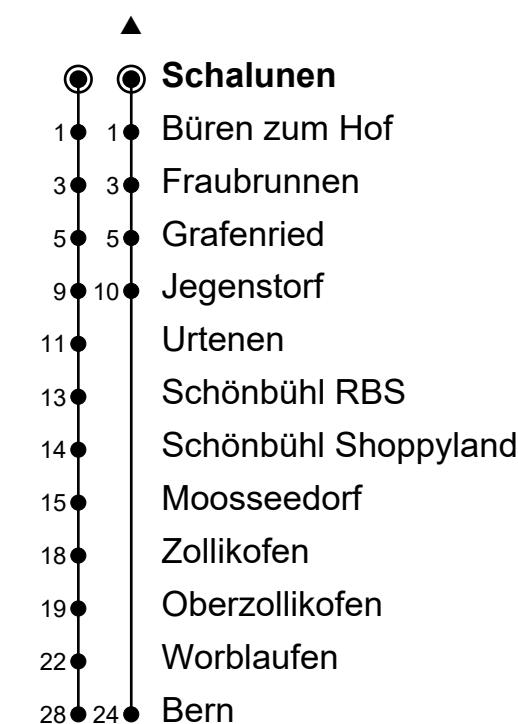 Schalunen
1 1 Büren zum Hof
3 3 Fraubrunnen
5 5 Grafenried
9 10 Jegenstorf
11 Urtenen
13 Schönbühl RBS
14 Schönbühl Shoppyland
15 Moosseedorf
18 Zollikofen
19 Oberzollikofen
22 Worblaufen
28 24 Bern